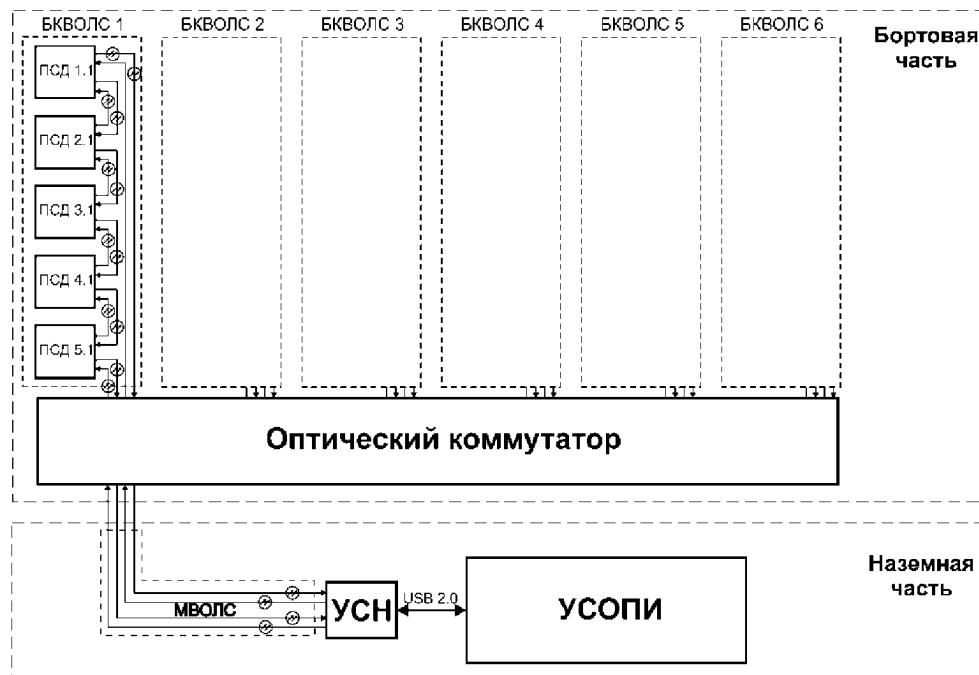 БКВОЛС 1
БКВОЛС 2
БКВОЛС 3
БКВОЛС 4
БКВОЛС 5
БКВОЛС 6
Бортовая
часть
ПСД 1.1
ПСД 2.1
ПСД 3.1
ПСД 4.1
ПСД 5.1
Оптический коммутатор
Наземная
часть
МВОЛС
УСН
USB 2.0
УСОПИ